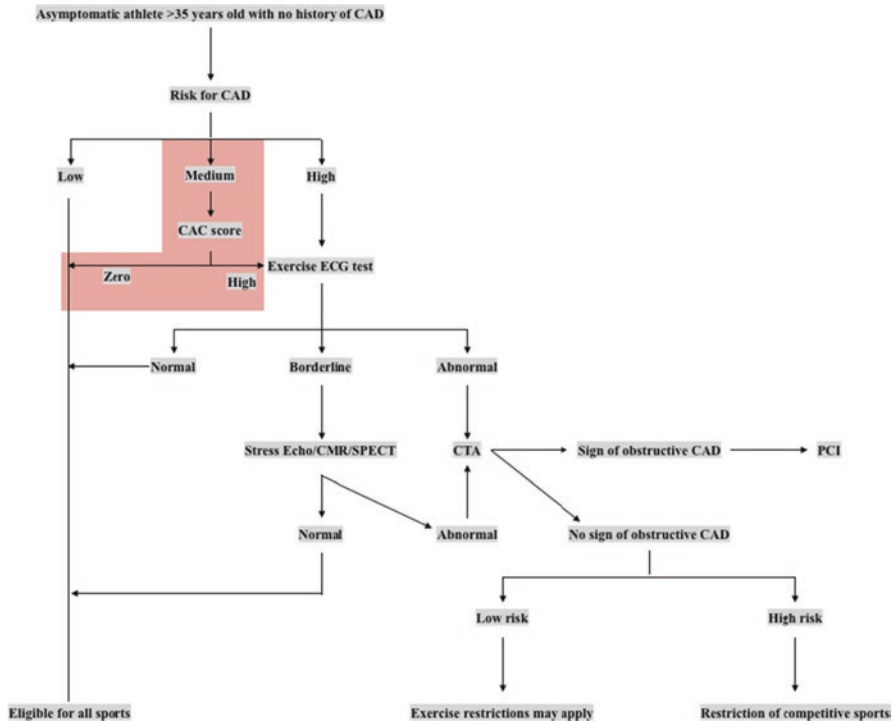 Asymptomatic athlete >35 years old with no history of CAD
Risk for CAD
Low
Medium
High
CAC score
Zero
High
Exercise ECG test
Normal
Borderline
Abnormal
Stress Echo/CMR/SPECT
CTA
Sign of obstructive CAD
PCI
Normal
Abnormal
No sign of obstructive CAD
Low risk
High risk
Eligible for all sports
Exercise restrictions may apply
Restriction of competitive sports